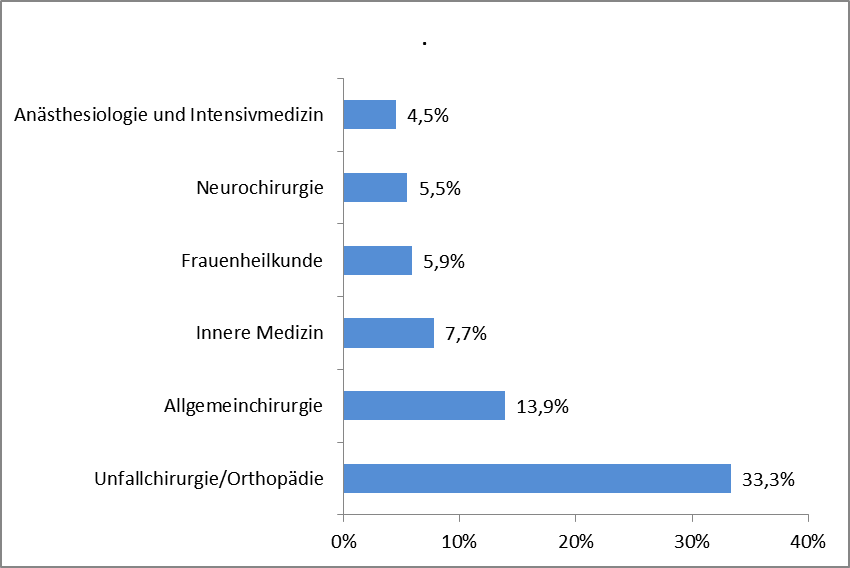 .
Anästhesiologie und Intensivmedizin 4,5%
Neurochirurgie 5,5%
Frauenheilkunde 5,9%
Innere Medizin 7,7%
Allgemeinchirurgie 13,9%
Unfallchirurgie/Orthopädie 33,3%
0% 10% 20% 30% 40%